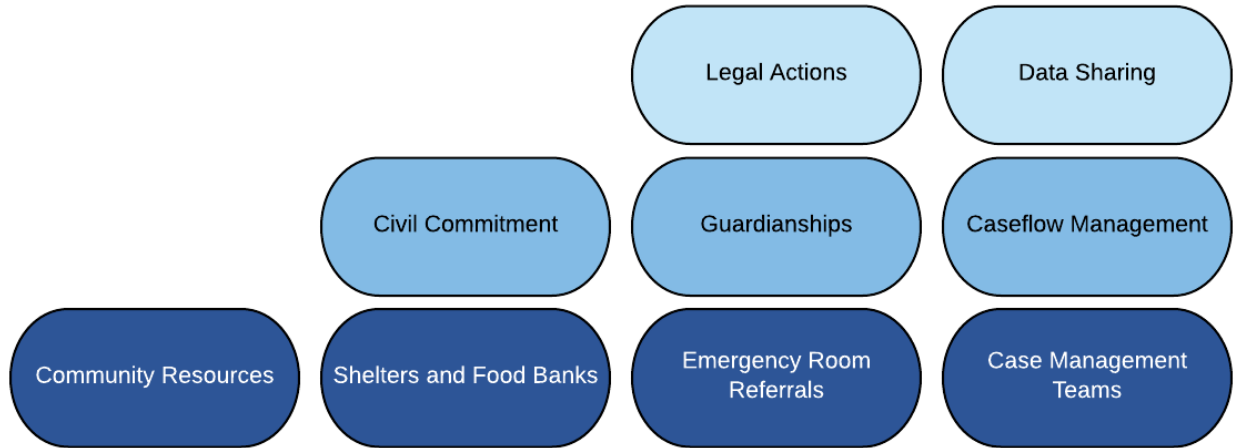 Legal Actions
Data Sharing
Civil Commitment
Guardianships
Caseflow Management
Community Resources
Shelters and Food Banks
Emergency Room
Referrals
Case Management
Teams